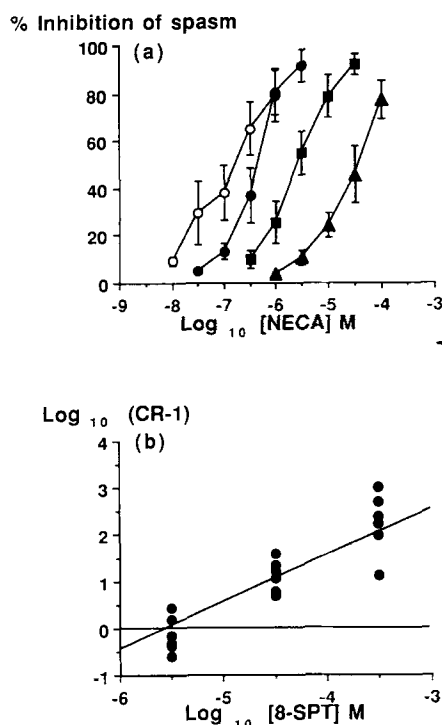 % Inhibition of spasm
(a)
100
80
60
40
20
0
-9 -8 -7 -6 -5 -4 -3
Log 10 [NECA] M
Log 10 (CR-1)
(b)
4
3
2
1
0
-1
-6 -5 -4 -3
Log 10 [8-SPT] M